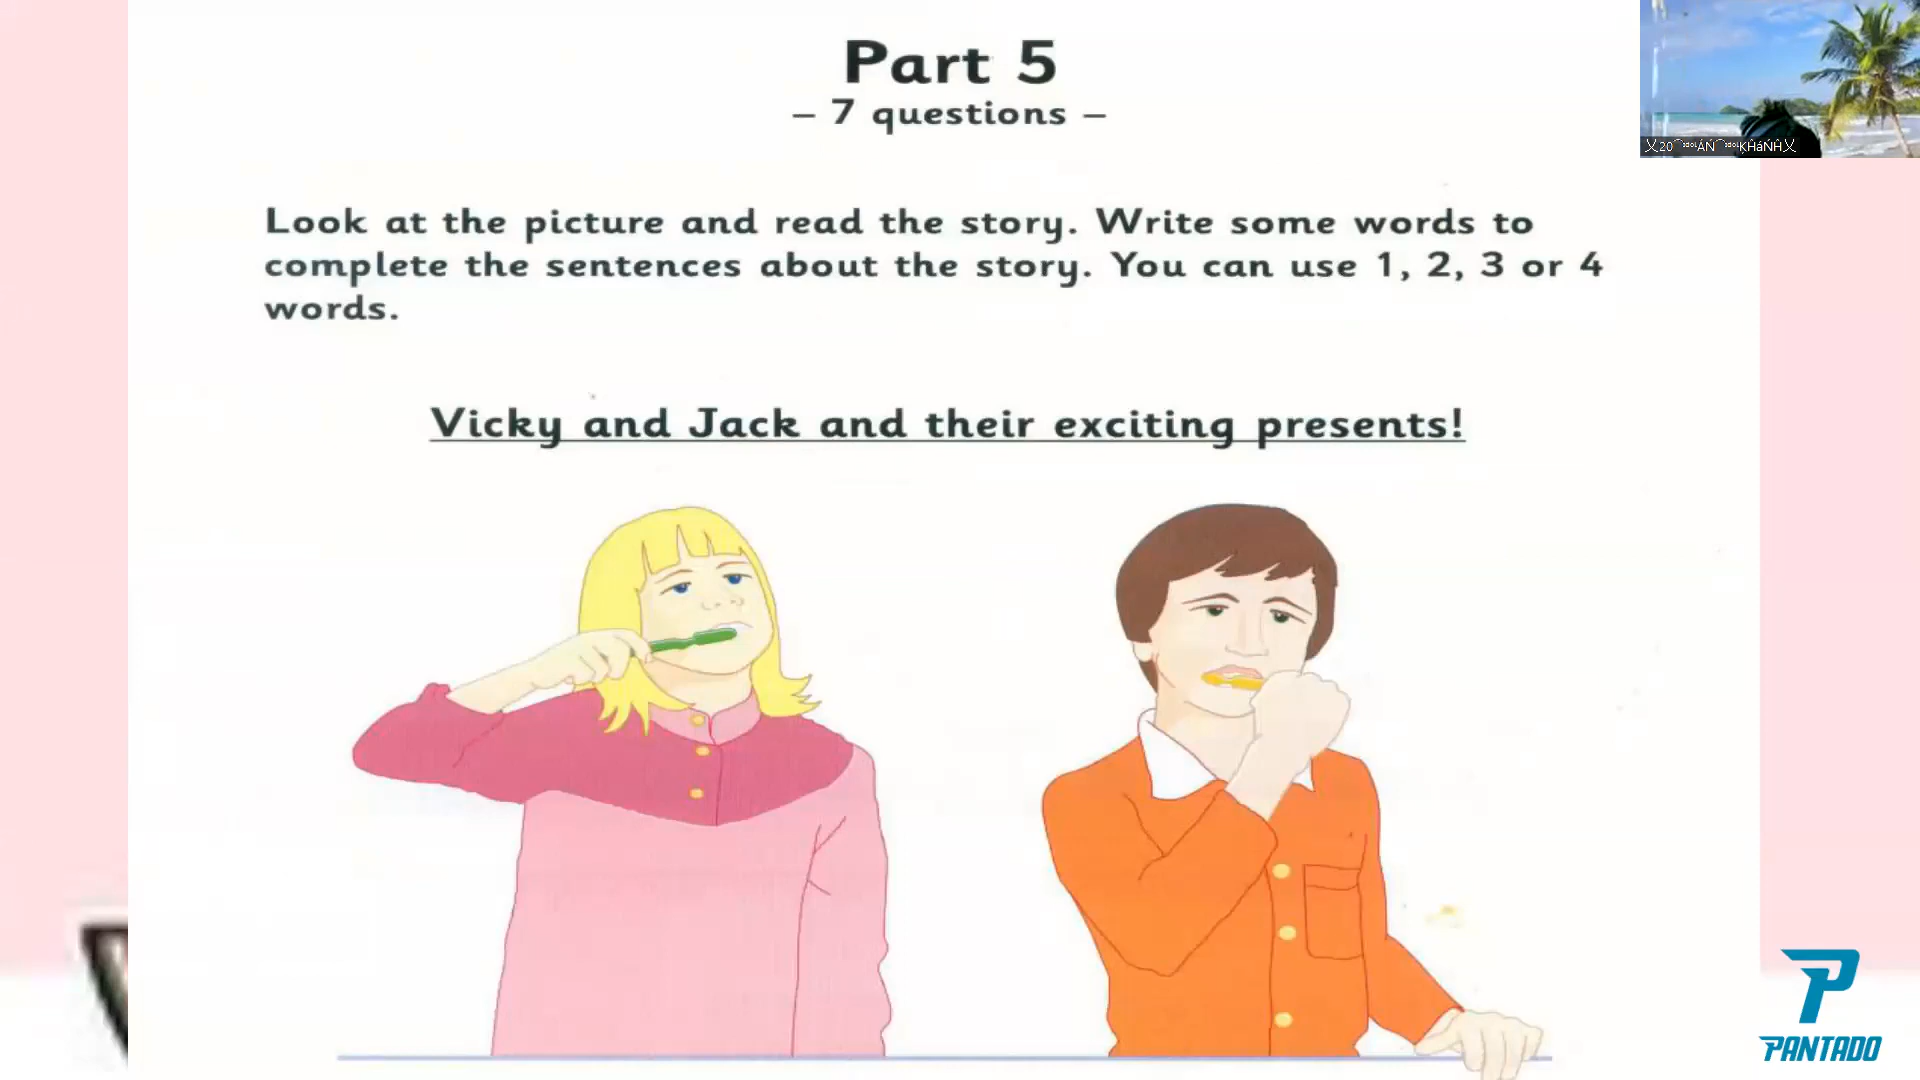 Part 5
– 7 questions –
Look at the picture and read the story. Write some words to
complete the sentences about the story. You can use 1, 2, 3 or 4
words.
Vicky and Jack and their exciting presents!
PANTADO